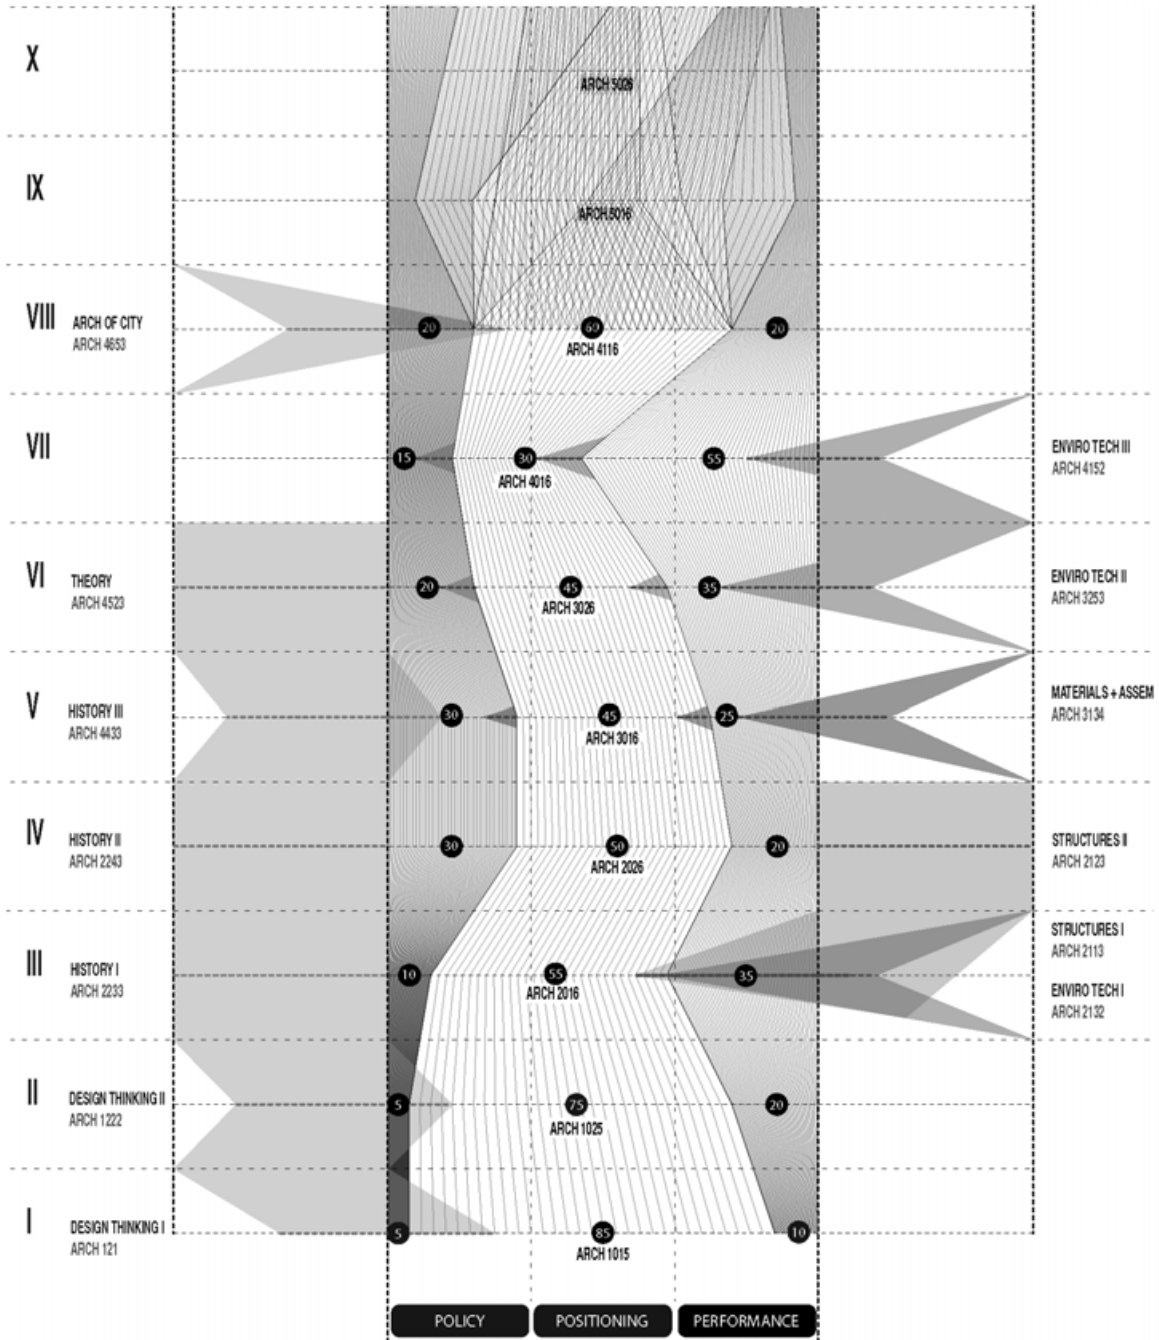 X
ARCH 5026
IX
ARCH 5016
VIII
ARCH OF CITY
ARCH 4653
20
60
20
ARCH 4116
VII
15
30
55
ARCH 4016
ENVIRO TECH III
ARCH 4152
VI
THEORY
ARCH 4523
20
45
35
ARCH 3026
ENVIRO TECH II
ARCH 3253
V
HISTORY III
ARCH 4433
30
45
25
ARCH 3016
MATERIALS + ASSEM
ARCH 3134
IV
HISTORY II
ARCH 2243
30
50
20
ARCH 2026
STRUCTURES II
ARCH 2123
III
HISTORY I
ARCH 2233
10
55
35
ARCH 2016
STRUCTURES I
ARCH 2113
ENVIRO TECH I
ARCH 2132
II
DESIGN THINKING II
ARCH 1222
5
75
20
ARCH 1025
I
DESIGN THINKING I
ARCH 121
5
85
10
ARCH 1015
POLICY
POSITIONING
PERFORMANCE